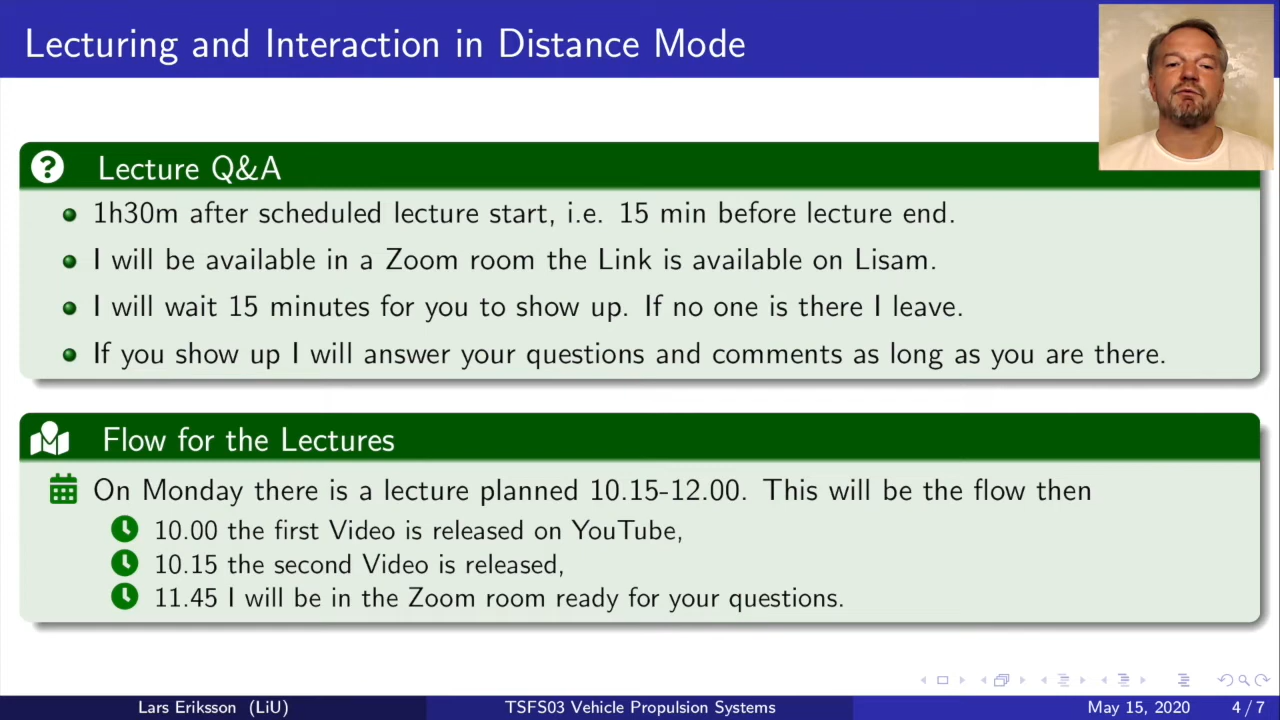 Lecturing and Interaction in Distance Mode
Lecture Q&A
1h30m after scheduled lecture start, i.e. 15 min before lecture end.
I will be available in a Zoom room the Link is available on Lisam.
I will wait 15 minutes for you to show up. If no one is there I leave.
If you show up I will answer your questions and comments as long as you are there.
Flow for the Lectures
On Monday there is a lecture planned 10.15-12.00. This will be the flow then
10.00 the first Video is released on YouTube,
10.15 the second Video is released,
11.45 I will be in the Zoom room ready for your questions.
Lars Eriksson (LiU) TSFS03 Vehicle Propulsion Systems May 15, 2020 4 / 7